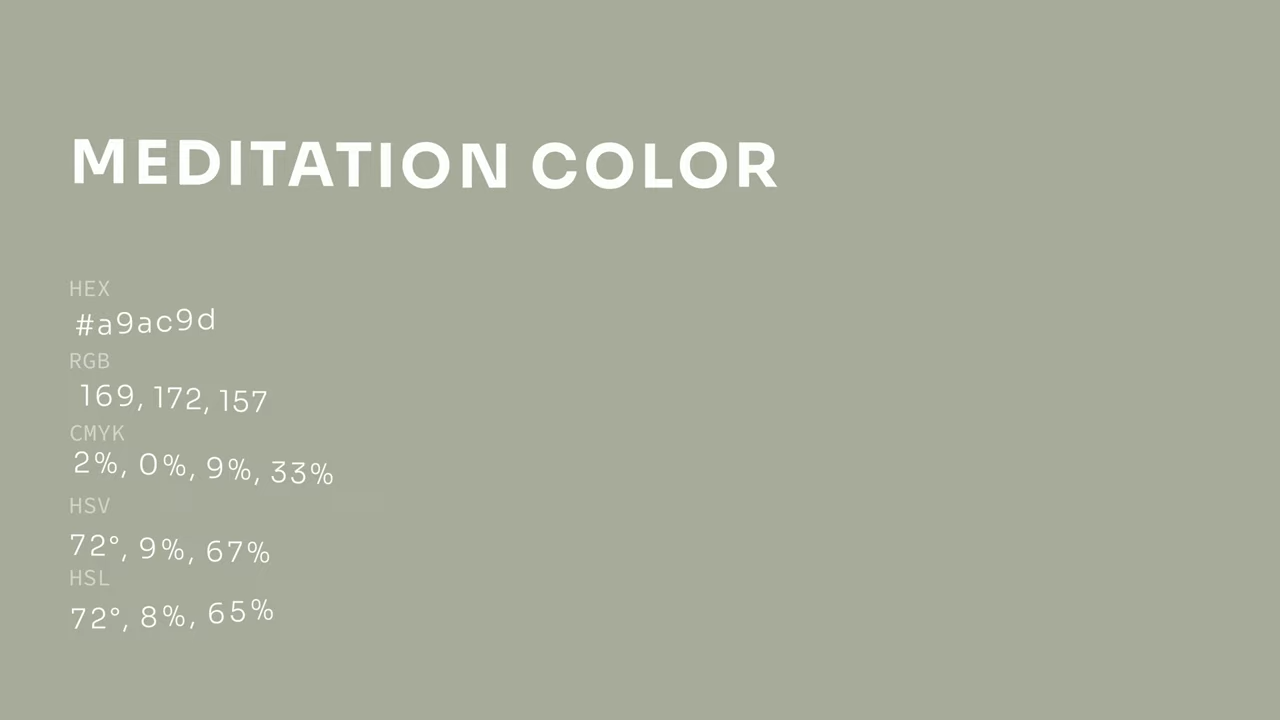 MEDITATION COLOR
HEX
#a9ac9d
RGB
169, 172, 157
CMYK
2%, 0%, 9%, 33%
HSV
72°, 9%, 67%
HSL
72°, 8%, 65%